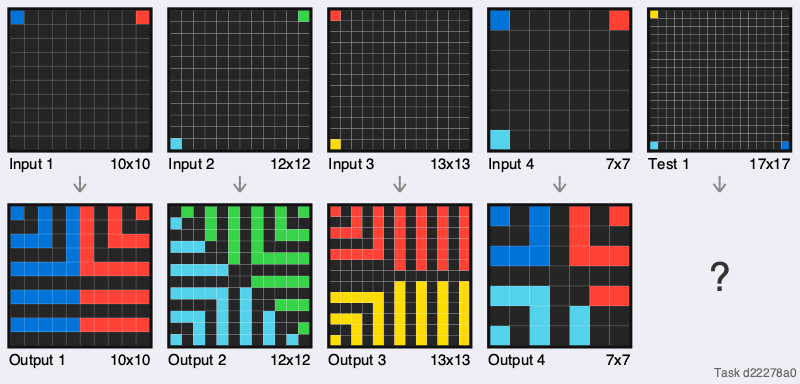 Input 1 10x10
Input 2 12x12
Input 3 13x13
Input 4 7x7
Test 1 17x17
?
Output 1 10x10
Output 2 12x12
Output 3 13x13
Output 4 7x7
Task d22278a0